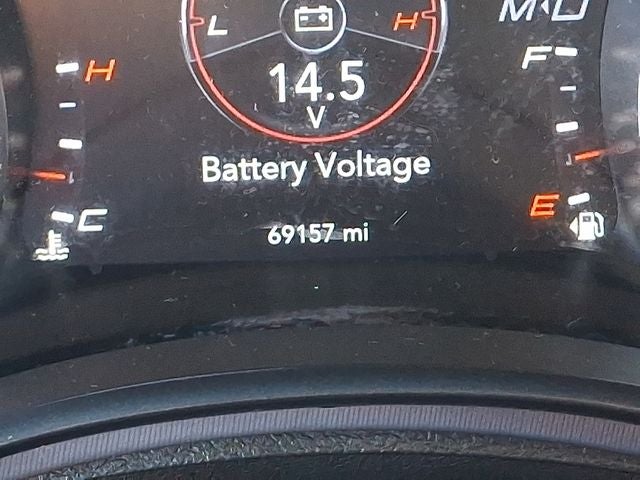 L H
M
H F
14.5
V
Battery Voltage
E
C
69157 mi